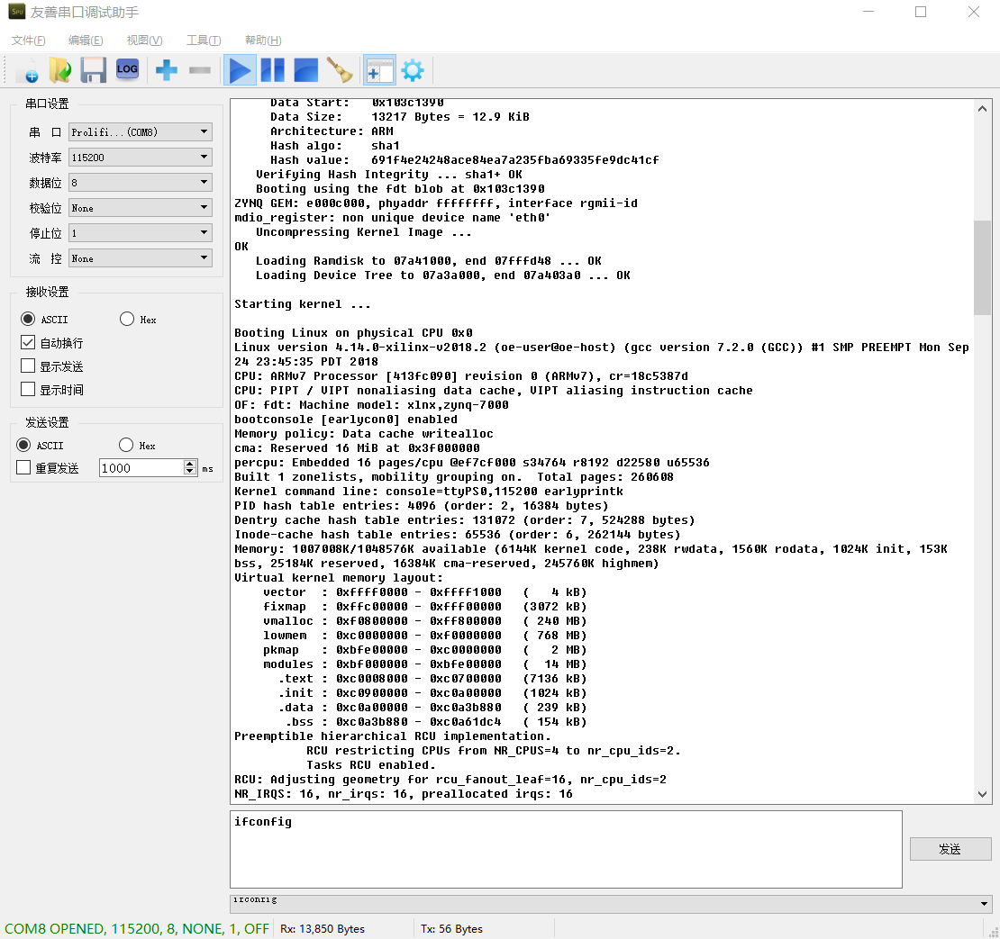 友善串口调试助手
文件(F) 编辑(E) 视图(V) 工具(T) 帮助(H)
LOG
串口设置
串 口 Prolifi...(COM8)
波特率 115200
数据位 8
校验位 None
停止位 1
流 控 None
接收设置
ASCII Hex
自动换行
显示发送
显示时间
发送设置
ASCII Hex
重复发送 1000 ms
Data Start: 0x103c1390
Data Size: 13217 Bytes = 12.9 KiB
Architecture: ARM
Hash algo: sha1
Hash value: 691f4e24248ace84ea7a235fba69335fe9dc41cf
Verifying Hash Integrity ... sha1+ OK
Booting using the fdt blob at 0x103c1390
ZYNQ GEM: e000c000, phyaddr ffffffff, interface rgmii-id
mdio_register: non unique device name 'eth0'
Uncompressing Kernel Image ...
OK
Loading Ramdisk to 07a41000, end 07fffd48 ... OK
Loading Device Tree to 07a3a000, end 07a403a0 ... OK
Starting kernel ...
Booting Linux on physical CPU 0x0
Linux version 4.14.0-xilinx-v2018.2 (oe-user@oe-host) (gcc version 7.2.0 (GCC)) #1 SMP PREEMPT Mon Sep
24 23:45:35 PDT 2018
CPU: ARMv7 Processor [413fc090] revision 0 (ARMv7), cr=18c5387d
CPU: PIPT / VIPT nonaliasing data cache, VIPT aliasing instruction cache
OF: fdt: Machine model: xlnx,zynq-7000
bootconsole [earlycon0] enabled
Memory policy: Data cache writealloc
cma: Reserved 16 MiB at 0x3f000000
percpu: Embedded 16 pages/cpu @ef7cf000 s34764 r8192 d22580 u65536
Built 1 zonelists, mobility grouping on.  Total pages: 260608
Kernel command line: console=ttyPS0,115200 earlyprintk
PID hash table entries: 4096 (order: 2, 16384 bytes)
Dentry cache hash table entries: 131072 (order: 7, 524288 bytes)
Inode-cache hash table entries: 65536 (order: 6, 262144 bytes)
Memory: 1007008K/1048576K available (6144K kernel code, 238K rwdata, 1560K rodata, 1024K init, 153K
bss, 25184K reserved, 16384K cma-reserved, 245760K highmem)
Virtual kernel memory layout:
vector : 0xffff0000 - 0xffff1000 ( 4 kB)
fixmap : 0xffc00000 - 0xfff00000 (3072 kB)
vmalloc : 0xf0800000 - 0xff800000 ( 240 MB)
lowmem : 0xc0000000 - 0xf0000000 ( 768 MB)
pkmap : 0xbfe00000 - 0xc0000000 ( 2 MB)
modules : 0xbf000000 - 0xbfe00000 ( 14 MB)
.text : 0xc0008000 - 0xc0700000 (7136 kB)
.init : 0xc0900000 - 0xc0a00000 (1024 kB)
.data : 0xc0a00000 - 0xc0a3b880 ( 239 kB)
.bss : 0xc0a3b880 - 0xc0a61dc4 ( 154 kB)
Preemptible hierarchical RCU implementation.
RCU restricting CPUs from NR_CPUS=4 to nr_cpu_ids=2.
Tasks RCU enabled.
RCU: Adjusting geometry for rcu_fanout_leaf=16, nr_cpu_ids=2
NR_IRQS: 16, nr_irqs: 16, preallocated irqs: 16
ifconfig
发送
ifconfig
COM8 OPENED, 115200, 8, NONE, 1, OFF Rx: 13,850 Bytes Tx: 56 Bytes